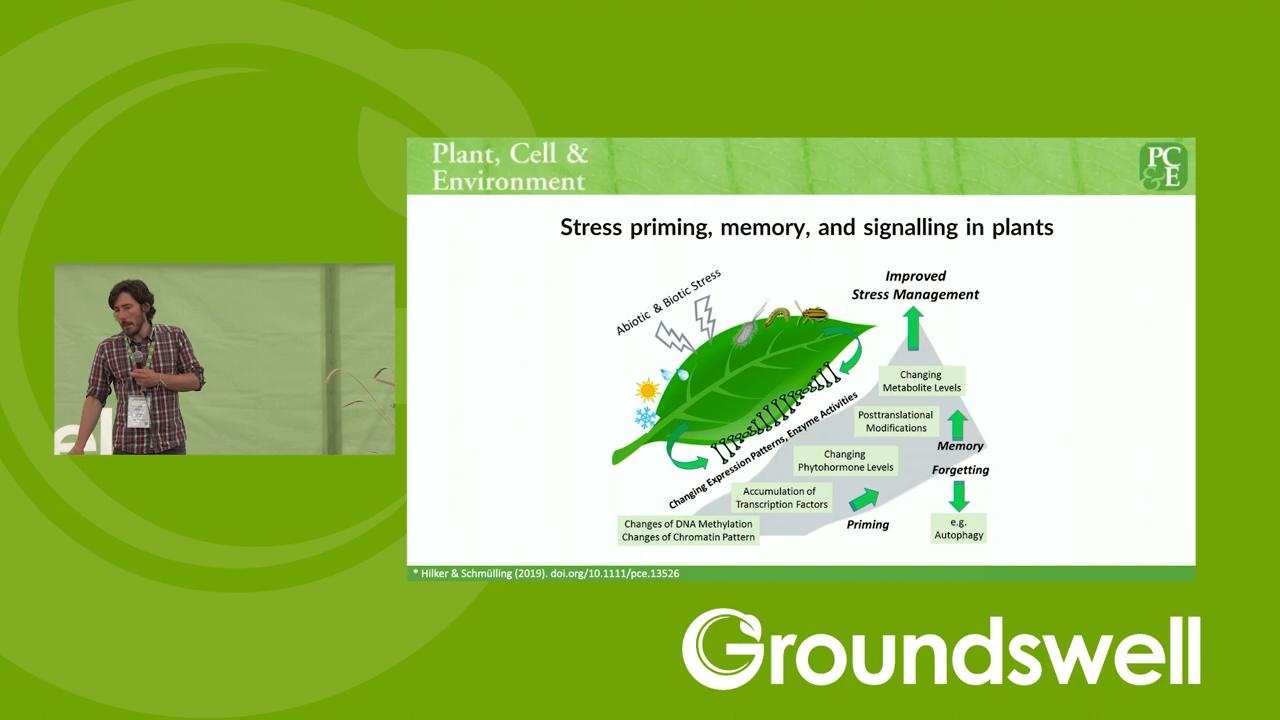 Plant, Cell &
Environment
PC
&E
Stress priming, memory, and signalling in plants
Abiotic & Biotic Stress
Improved
Stress Management
Changing
Metabolite Levels
Posttranslational
Modifications
Memory
Changing
Phytohormone Levels
Forgetting
Changing Expression Patterns, Enzyme Activities
Accumulation of
Transcription Factors
Priming
Changes of DNA Methylation
Changes of Chromatin Pattern
e.g.
Autophagy
* Hilker & Schmülling (2019). doi.org/10.1111/pce.13526
Groundswell